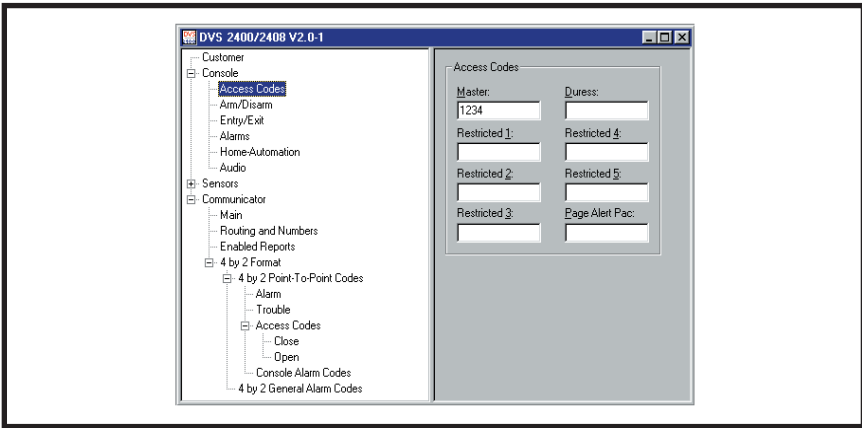 DVS 2400/2408 V2.0-1
Customer
Console
Access Codes
Arm/Disarm
Entry/Exit
Alarms
Home-Automation
Audio
Sensors
Communicator
Main
Routing and Numbers
Enabled Reports
4 by 2 Format
4 by 2 Point-To-Point Codes
Alarm
Trouble
Access Codes
Close
Open
Console Alarm Codes
4 by 2 General Alarm Codes
Access Codes
Master: Duress:
1234
Restricted 1: Restricted 4:
Restricted 2: Restricted 5:
Restricted 3: Page Alert Pac: